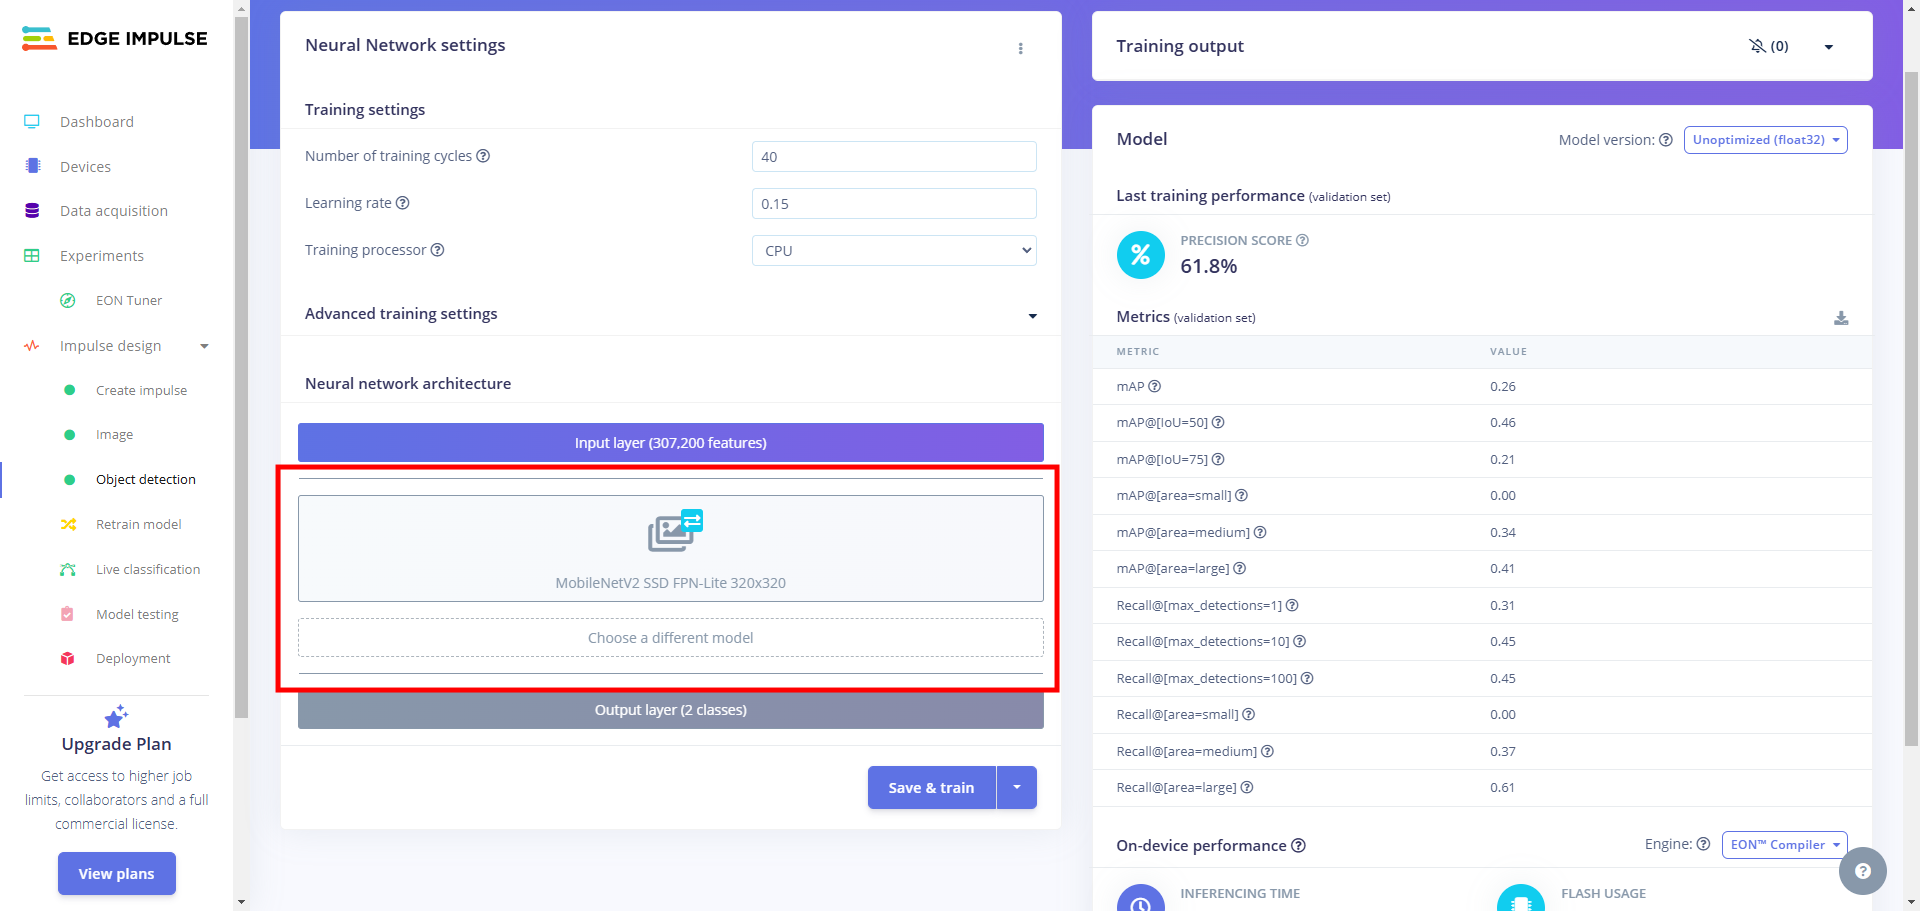 EDGE IMPULSE
Dashboard
Devices
Data acquisition
Experiments
EON Tuner
Impulse design
Create impulse
Image
Object detection
Retrain model
Live classification
Model testing
Deployment
Upgrade Plan
Get access to higher job
limits, collaborators and a full
commercial license.
View plans
Neural Network settings
Training settings
Number of training cycles ?
40
Learning rate ?
0.15
Training processor ?
CPU
Advanced training settings
Neural network architecture
Input layer (307,200 features)
MobileNetV2 SSD FPN-Lite 320x320
Choose a different model
Output layer (2 classes)
Save & train
Training output
(0)
Model
Model version: ?
Unoptimized (float32)
Last training performance (validation set)
%
PRECISION SCORE ?
61.8%
Metrics (validation set)
METRIC VALUE
mAP ? 0.26
mAP@[IoU=50] ? 0.46
mAP@[IoU=75] ? 0.21
mAP@[area=small] ? 0.00
mAP@[area=medium] ? 0.34
mAP@[area=large] ? 0.41
Recall@[max_detections=1] ? 0.31
Recall@[max_detections=10] ? 0.45
Recall@[max_detections=100] ? 0.45
Recall@[area=small] ? 0.00
Recall@[area=medium] ? 0.37
Recall@[area=large] ? 0.61
On-device performance ?
Engine: ?
EON™ Compiler
INFERENCING TIME
FLASH USAGE
?